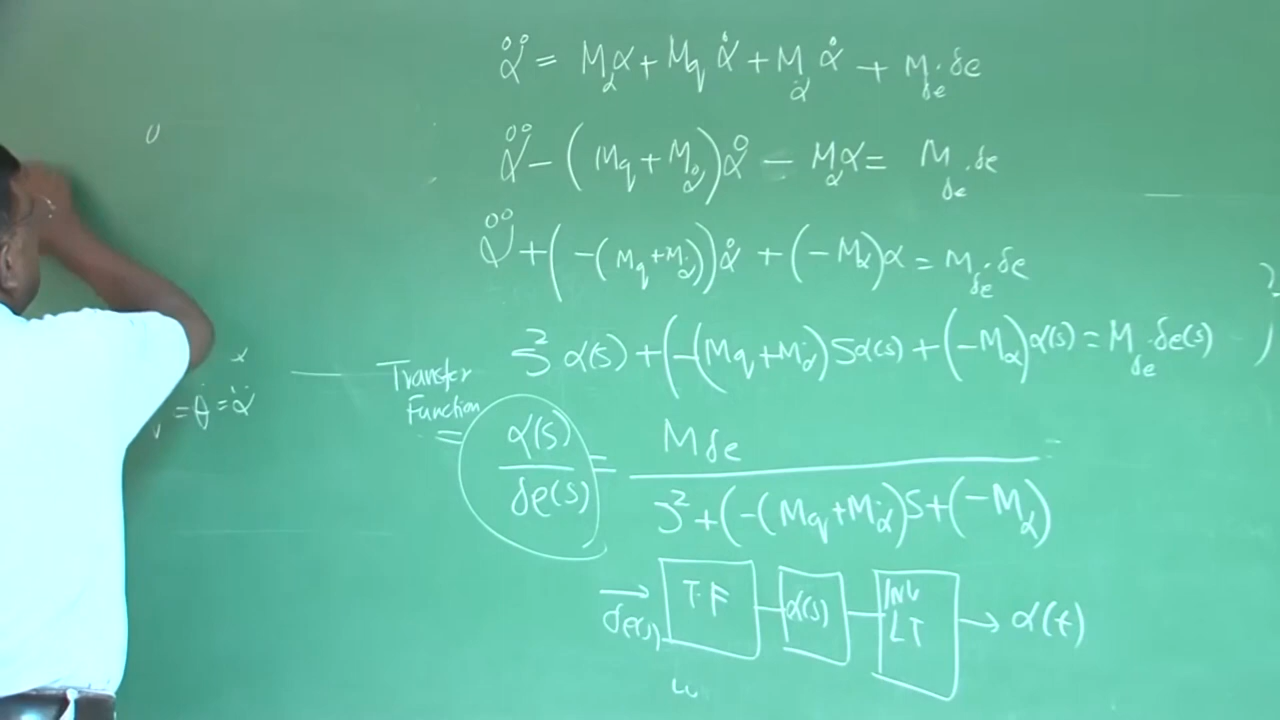 α̈ = M_α α + M_q α̇ + M_α̇ α̇ + M_δe · δe
α̈ - (M_q + M_α̇) α̇ - M_α α = M_δe · δe
α̈ + (-(M_q + M_α̇)) α̇ + (-M_α) α = M_δe · δe
S² α(s) + (-(M_q + M_α̇) S α(s) + (-M_α) α(s) = M_δe · δe(s)
= θ̇ = α̇
Transfer
Function
= α(s) / δe(s) = Mδe / S² + (-(M_q + M_α̇) S + (-M_α)
δe(s) → T.F α(s) INV LT → α(t)